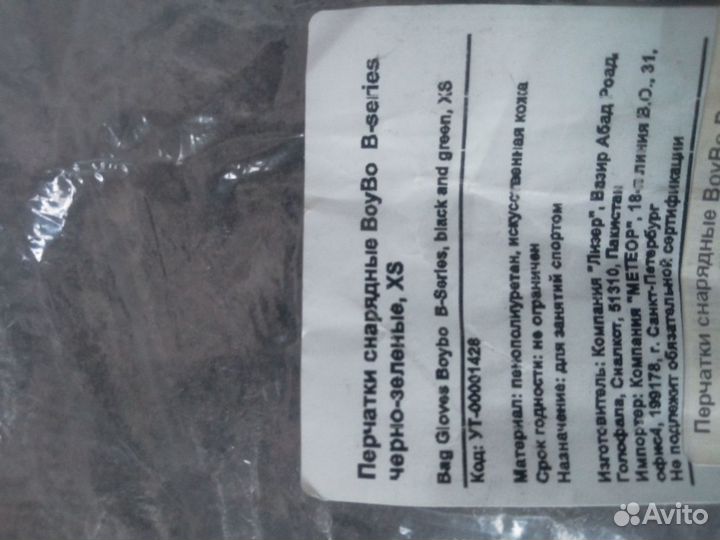 Перчатки снарядные BoyBo B-series
черно-зеленые, XS
Bag Gloves Boybo B-Series, black and green, XS
Код: УТ-00001428
Материал: пенополиуретан, искусственная кожа
Срок годности: не ограничен
Назначение: для занятий спортом
Изготовитель: Компания "Лизер", Вазир Абад Роад,
Голофала, Сиалкот, 51310, Пакистан
Импортер: Компания "МЕТЕОР", 18-я линия В.О., 31,
офис4, 199178, г. Санкт-Петербург
Не подлежит обязательной сертификации
Перчатки снарядные BoyBo
Avito